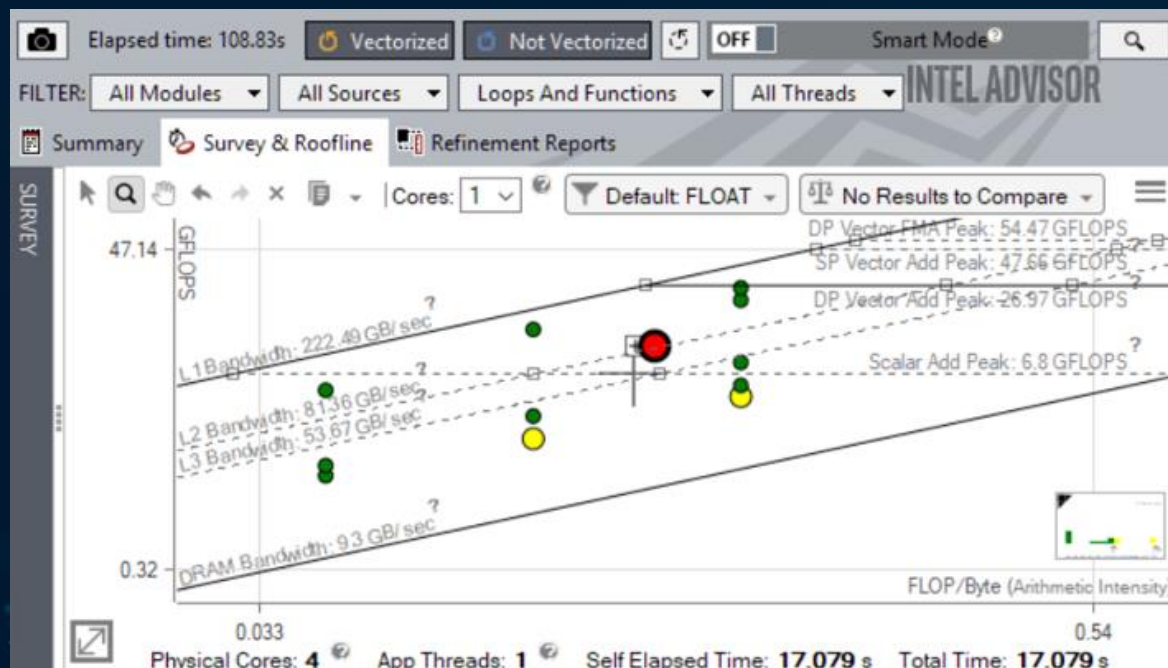 Elapsed time: 108.83s Vectorized Not Vectorized OFF Smart Mode
FILTER: All Modules All Sources Loops And Functions All Threads INTEL ADVISOR
Summary Survey & Roofline Refinement Reports
SURVEY
Cores: 1 Default: FLOAT No Results to Compare
GFLOPS
DP Vector FMA Peak: 54.47 GFLOPS
47.14
SP Vector Add Peak: 47.66 GFLOPS
DP Vector Add Peak: 26.97 GFLOPS
L1 Bandwidth: 222.49 GB/sec
Scalar Add Peak: 6.8 GFLOPS
L2 Bandwidth: 81.36 GB/sec
L3 Bandwidth: 53.67 GB/sec
DRAM Bandwidth: 9.3 GB/sec
0.32
FLOP/Byte (Arithmetic Intensity)
0.033 0.54
Physical Cores: 4 App Threads: 1 Self Elapsed Time: 17.079 s Total Time: 17.079 s